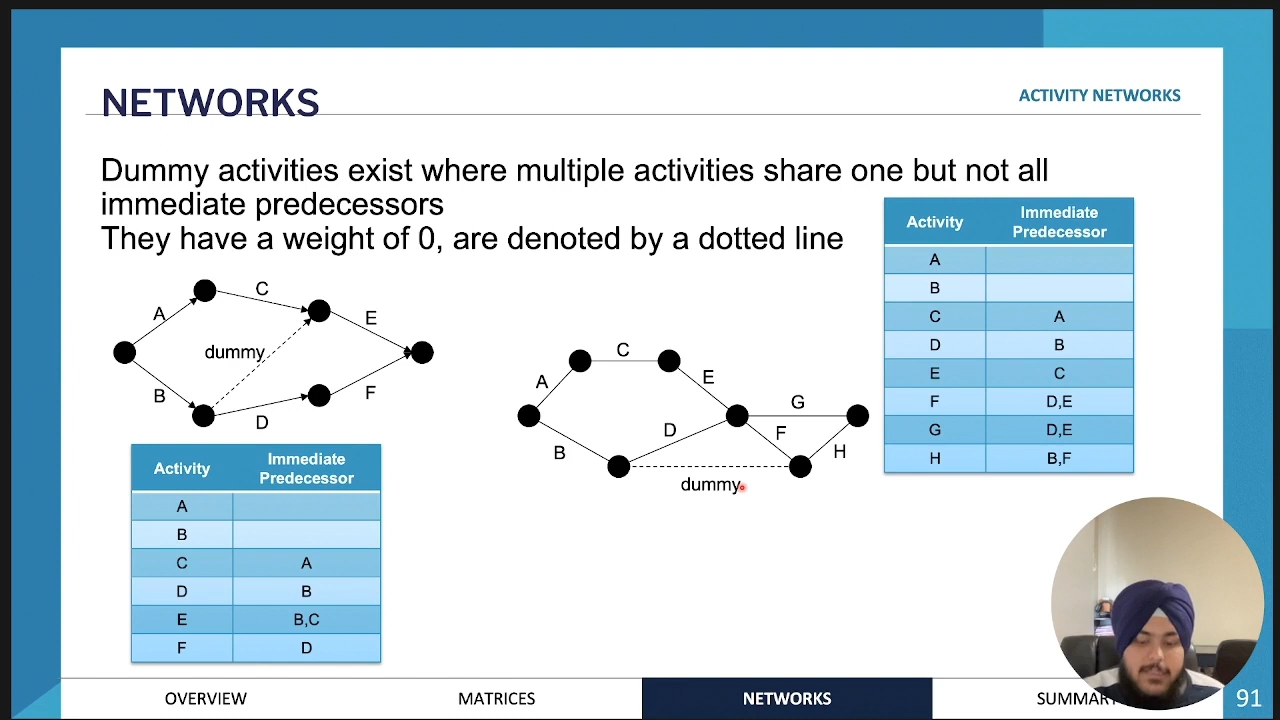 NETWORKS
ACTIVITY NETWORKS
Dummy activities exist where multiple activities share one but not all
immediate predecessors
They have a weight of 0, are denoted by a dotted line
A
C
E
dummy
B
D
F
Activity Immediate Predecessor
A
B
C A
D B
E B,C
F D
A
C
E
G
D
F
B
H
dummy
Activity Immediate Predecessor
A
B
C A
D B
E C
F D,E
G D,E
H B,F
OVERVIEW
MATRICES
NETWORKS
SUMMAR
91